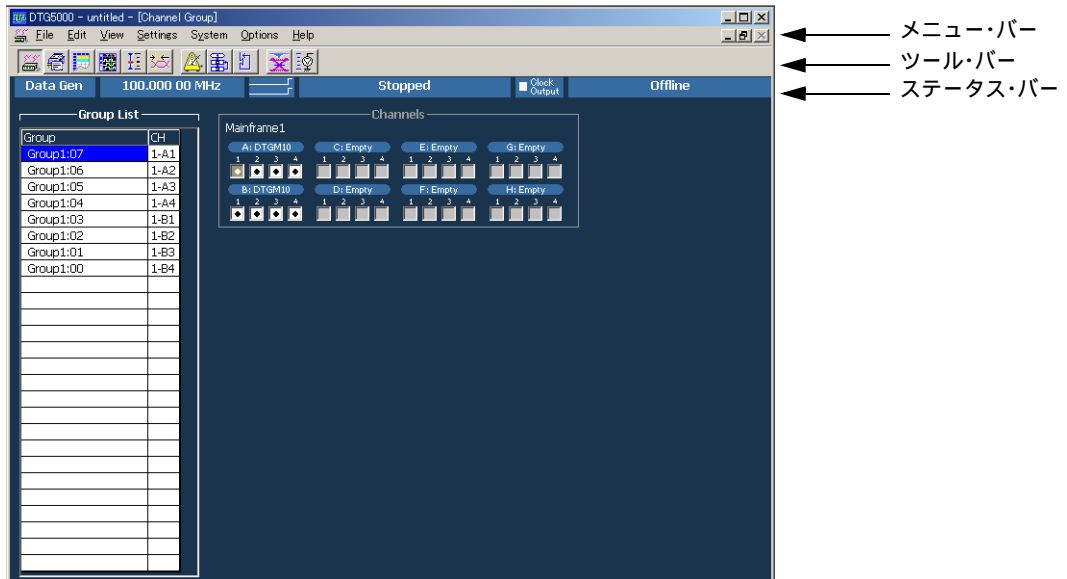 DTG5000 - untitled - [Channel Group]
File Edit View Settings System Options Help
メニュー・バー
ツール・バー
Data Gen 100.000 00 MHz Stopped Clock Output Offline
ステータス・バー
Group List
Group CH
Group1:07 1-A1
Group1:06 1-A2
Group1:05 1-A3
Group1:04 1-A4
Group1:03 1-B1
Group1:02 1-B2
Group1:01 1-B3
Group1:00 1-B4
Channels
Mainframe1
A: DTGM10 C: Empty E: Empty G: Empty
1 2 3 4 1 2 3 4 1 2 3 4 1 2 3 4
B: DTGM10 D: Empty F: Empty H: Empty
1 2 3 4 1 2 3 4 1 2 3 4 1 2 3 4